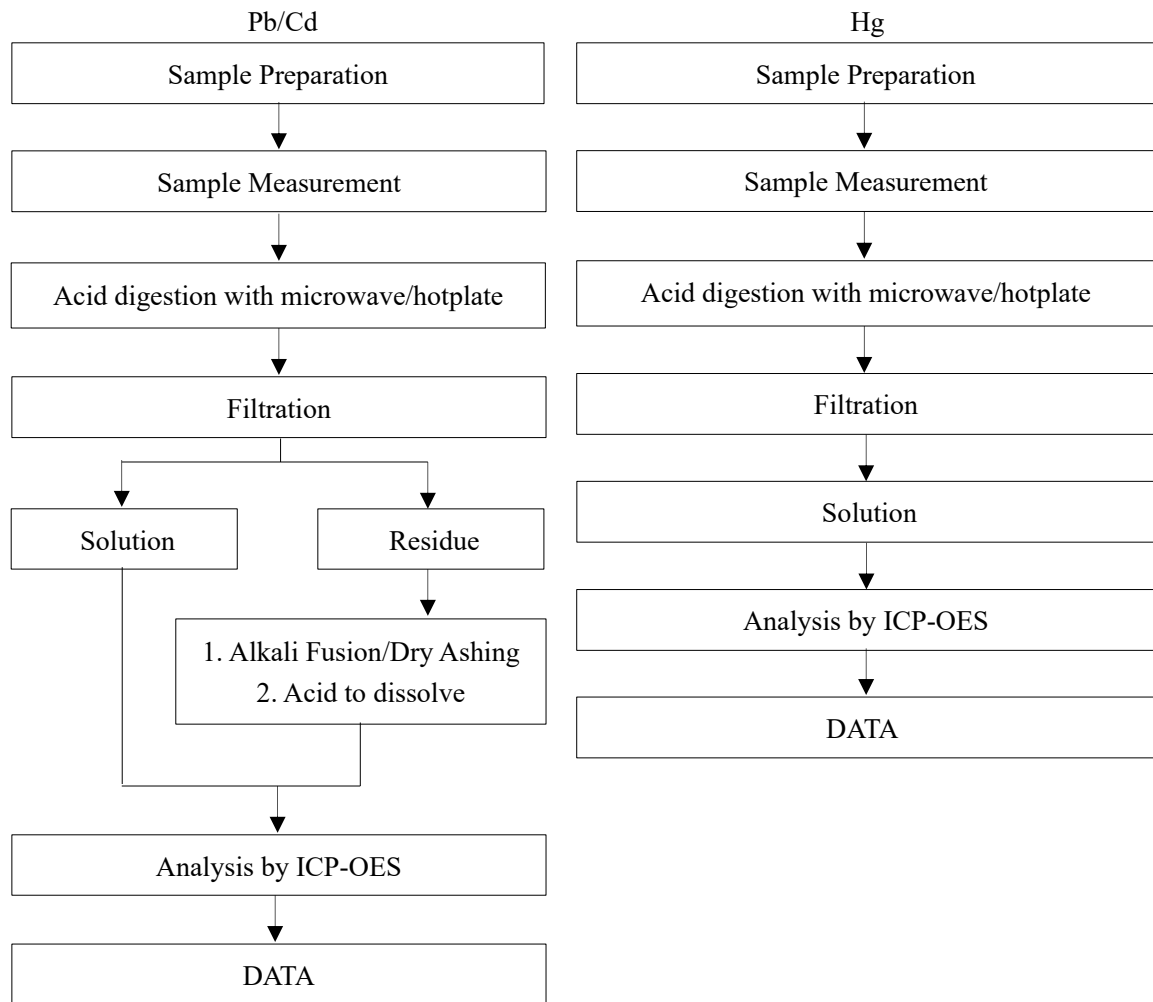 Pb/Cd
Sample Preparation
Sample Measurement
Acid digestion with microwave/hotplate
Filtration
Solution
Residue
1. Alkali Fusion/Dry Ashing
2. Acid to dissolve
Analysis by ICP-OES
DATA
Hg
Sample Preparation
Sample Measurement
Acid digestion with microwave/hotplate
Filtration
Solution
Analysis by ICP-OES
DATA